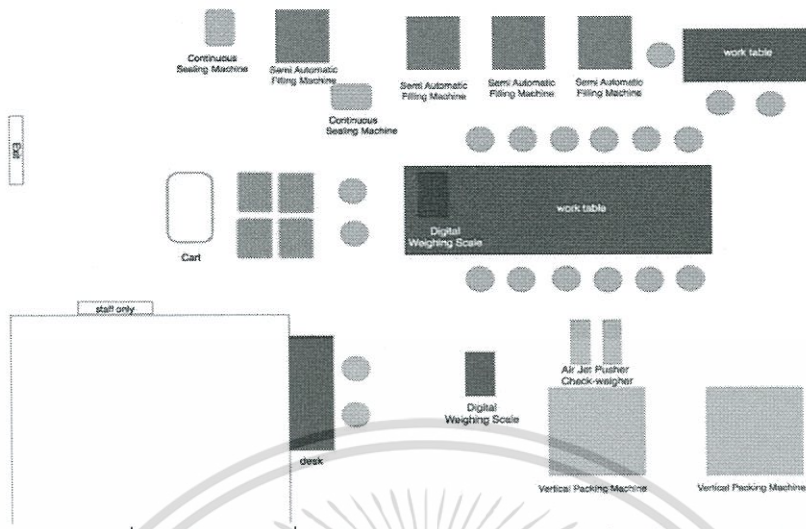 Continuous
Sealing Machine
Semi Automatic
Filling Machine
Semi Automatic
Filling Machine
Semi Automatic
Filling Machine
Semi Automatic
Filling Machine
work table
Continuous
Sealing Machine
Exit
Cart
Digital
Weighing Scale
work table
staff only
desk
Digital
Weighing Scale
Air Jet Pusher
Check-weigher
Vertical Packing Machine
Vertical Packing Machine